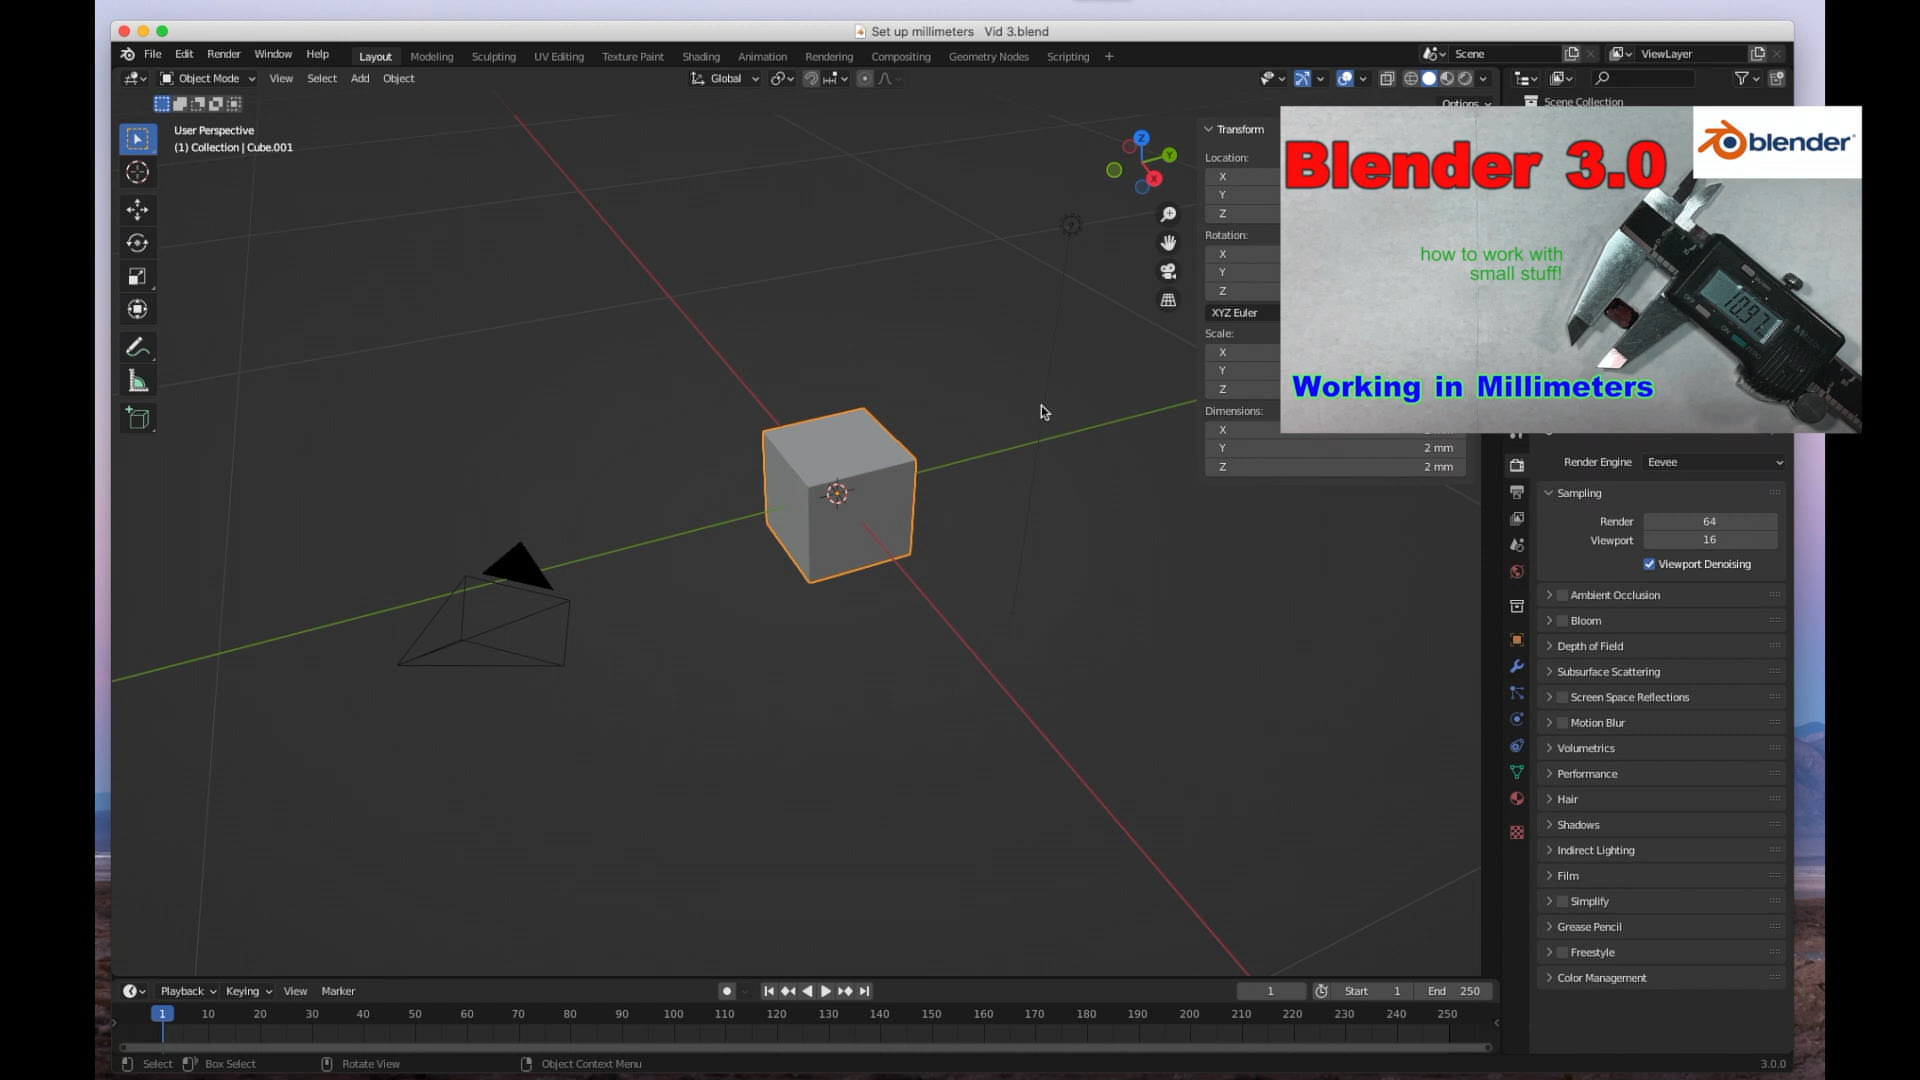 Set up millimeters   Vid 3.blend
File Edit Render Window Help Layout Modeling Sculpting UV Editing Texture Paint Shading Animation Rendering Compositing Geometry Nodes Scripting + Scene ViewLayer
Object Mode View Select Add Object Global
Options
Scene Collection
User Perspective
(1) Collection | Cube.001
Z
Y
X
Transform
Location:
X
Y
Z
Rotation:
X
Y
Z
XYZ Euler
Scale:
X
Y
Z
Dimensions:
X
Y 2 mm
Z 2 mm
blender
Blender 3.0
how to work with
small stuff!
10.97
Working in Millimeters
Render Engine Eevee
Sampling
Render 64
Viewport 16
Viewport Denoising
Ambient Occlusion
Bloom
Depth of Field
Subsurface Scattering
Screen Space Reflections
Motion Blur
Volumetrics
Performance
Hair
Shadows
Indirect Lighting
Film
Simplify
Grease Pencil
Freestyle
Color Management
Playback Keying View Marker 1 Start 1 End 250
1 10 20 30 40 50 60 70 80 90 100 110 120 130 140 150 160 170 180 190 200 210 220 230 240 250
Select Box Select Rotate View Object Context Menu 3.0.0